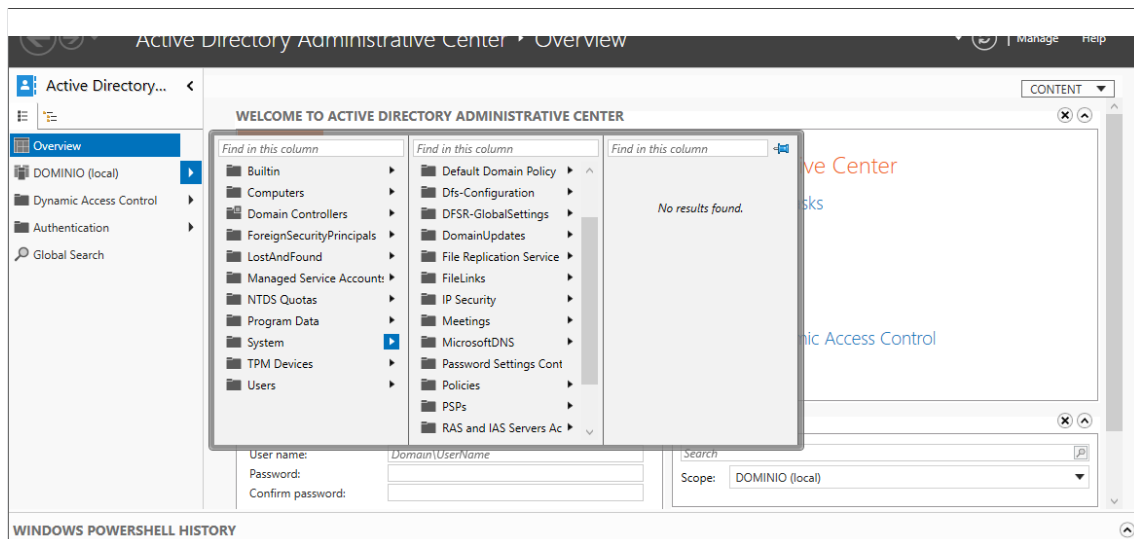 Active Directory Administrative Center • Overview
Manage Help
Active Directory...
CONTENT
WELCOME TO ACTIVE DIRECTORY ADMINISTRATIVE CENTER
Overview
DOMINIO (local)
Dynamic Access Control
Authentication
Global Search
Find in this column
Builtin
Computers
Domain Controllers
ForeignSecurityPrincipals
LostAndFound
Managed Service Accounts
NTDS Quotas
Program Data
System
TPM Devices
Users
Find in this column
Default Domain Policy
Dfs-Configuration
DFSR-GlobalSettings
DomainUpdates
File Replication Service
FileLinks
IP Security
Meetings
MicrosoftDNS
Password Settings Cont
Policies
PSPs
RAS and IAS Servers Ac
Find in this column
No results found.
ve Center
sks
nic Access Control
User name: Domain\UserName
Password:
Confirm password:
Search
Scope: DOMINIO (local)
WINDOWS POWERSHELL HISTORY